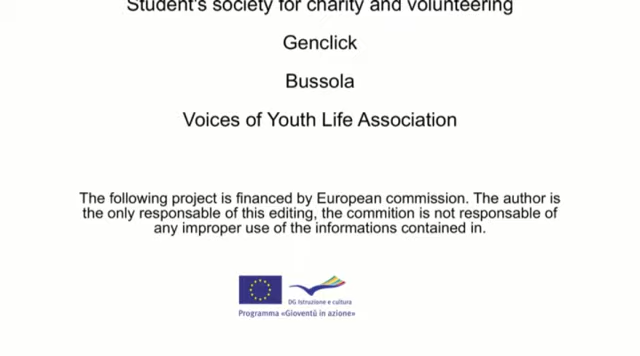 Student's society for charity and volunteering
Genclick
Bussola
Voices of Youth Life Association
The following project is financed by European commission. The author is
the only responsable of this editing, the commition is not responsable of
any improper use of the informations contained in.
DG Istruzione e cultura
Programma «Gioventù in azione»